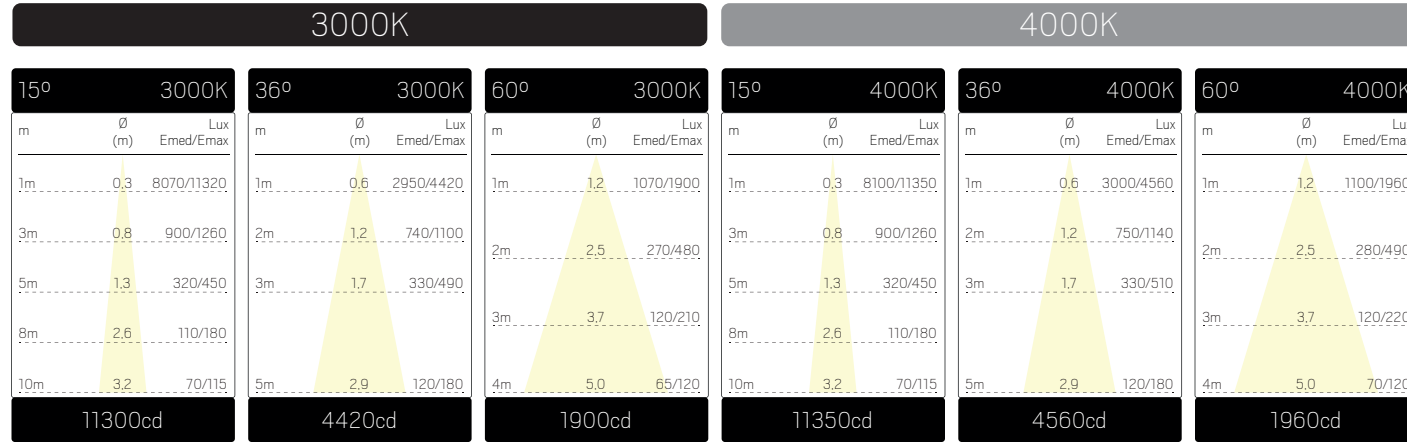 3000K
4000K
15º 3000K
m Ø (m) Lux Emed/Emax
1m 0,3 8070/11320
3m 0,8 900/1260
5m 1,3 320/450
8m 2,6 110/180
10m 3,2 70/115
11300cd
36º 3000K
m Ø (m) Lux Emed/Emax
1m 0,6 2950/4420
2m 1,2 740/1100
3m 1,7 330/490
5m 2,9 120/180
4420cd
60º 3000K
m Ø (m) Lux Emed/Emax
1m 1,2 1070/1900
2m 2,5 270/480
3m 3,7 120/210
4m 5,0 65/120
1900cd
15º 4000K
m Ø (m) Lux Emed/Emax
1m 0,3 8100/11350
3m 0,8 900/1260
5m 1,3 320/450
8m 2,6 110/180
10m 3,2 70/115
11350cd
36º 4000K
m Ø (m) Lux Emed/Emax
1m 0,6 3000/4560
2m 1,2 750/1140
3m 1,7 330/510
5m 2,9 120/180
4560cd
60º 4000K
m Ø (m) Lux Emed/Emax
1m 1,2 1100/1960
2m 2,5 280/490
3m 3,7 120/220
4m 5,0 70/120
1960cd